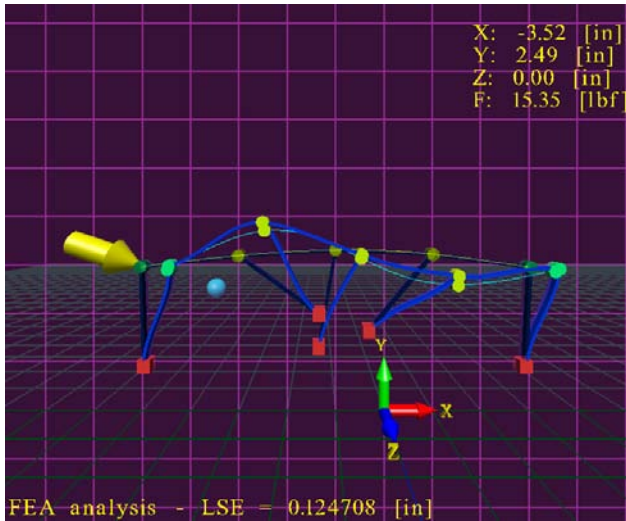 X: -3.52 [in]
Y: 2.49 [in]
Z: 0.00 [in]
F: 15.35 [lbf]
Y
X
Z
FEA analysis - LSE = 0.124708 [in]